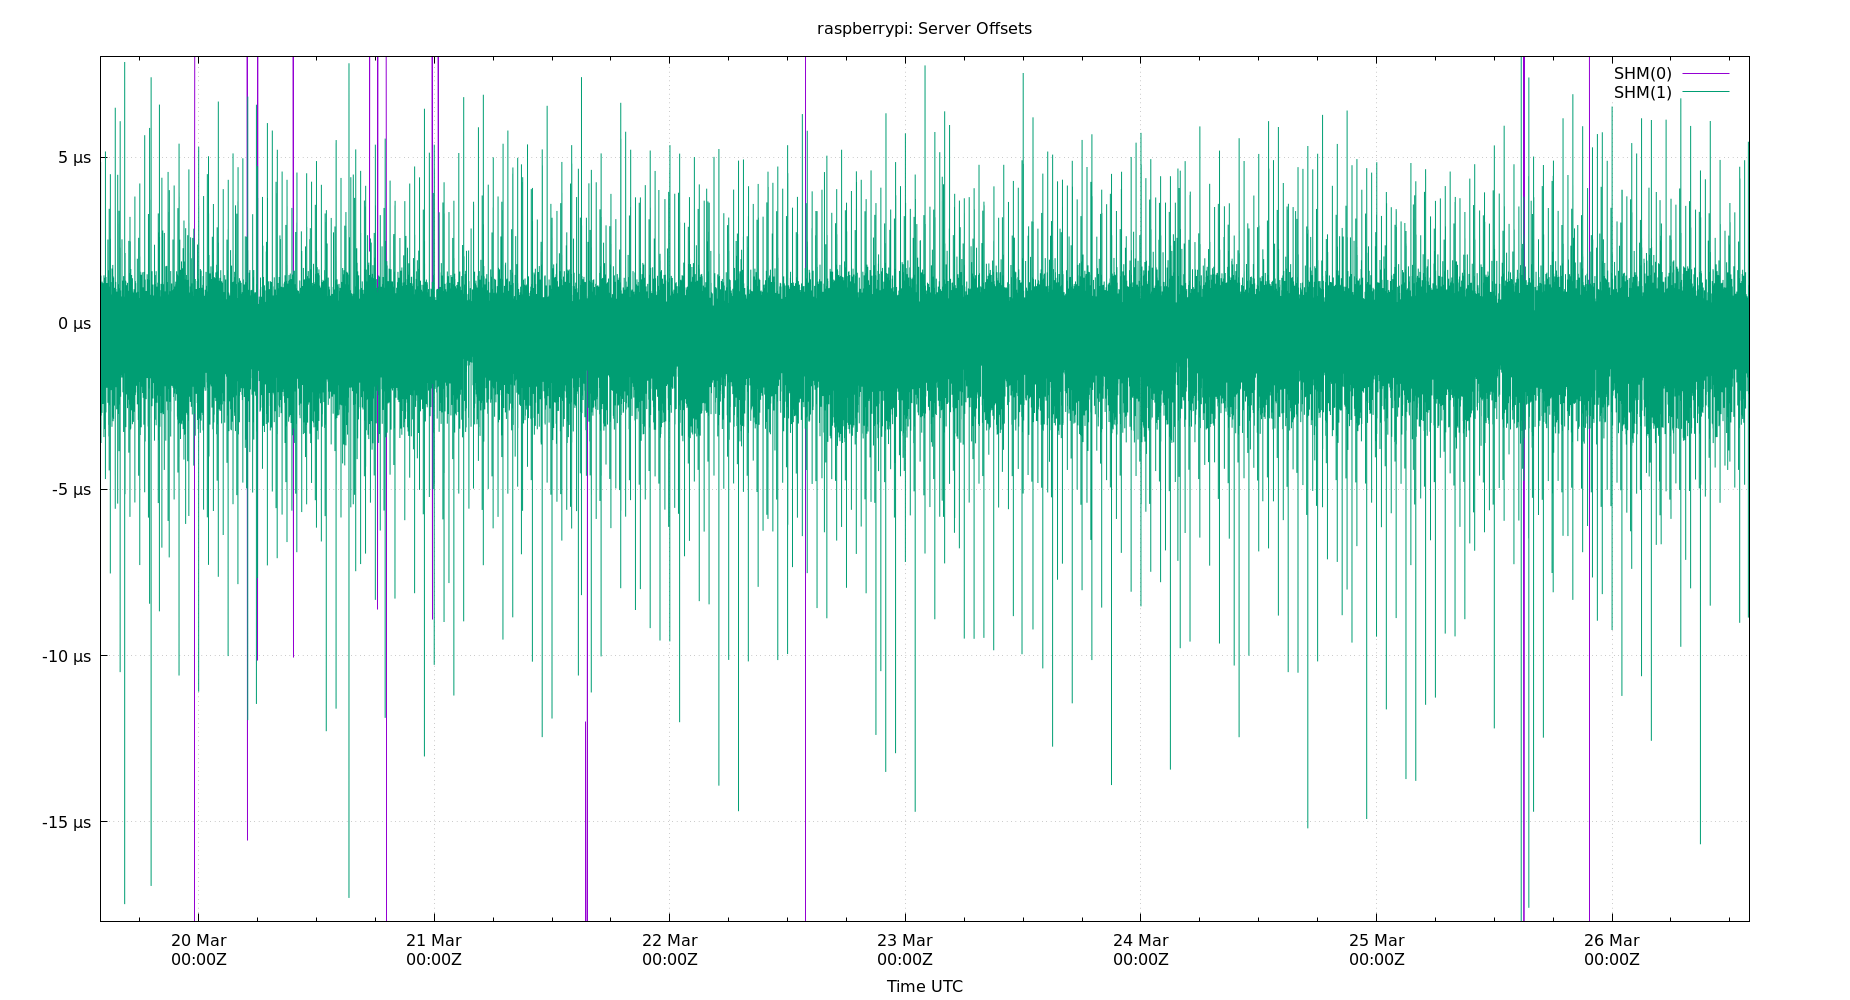 raspberrypi: Server Offsets
SHM(0)
SHM(1)
5 µs
0 µs
-5 µs
-10 µs
-15 µs
20 Mar
00:00Z
21 Mar
00:00Z
22 Mar
00:00Z
23 Mar
00:00Z
24 Mar
00:00Z
25 Mar
00:00Z
26 Mar
00:00Z
Time UTC